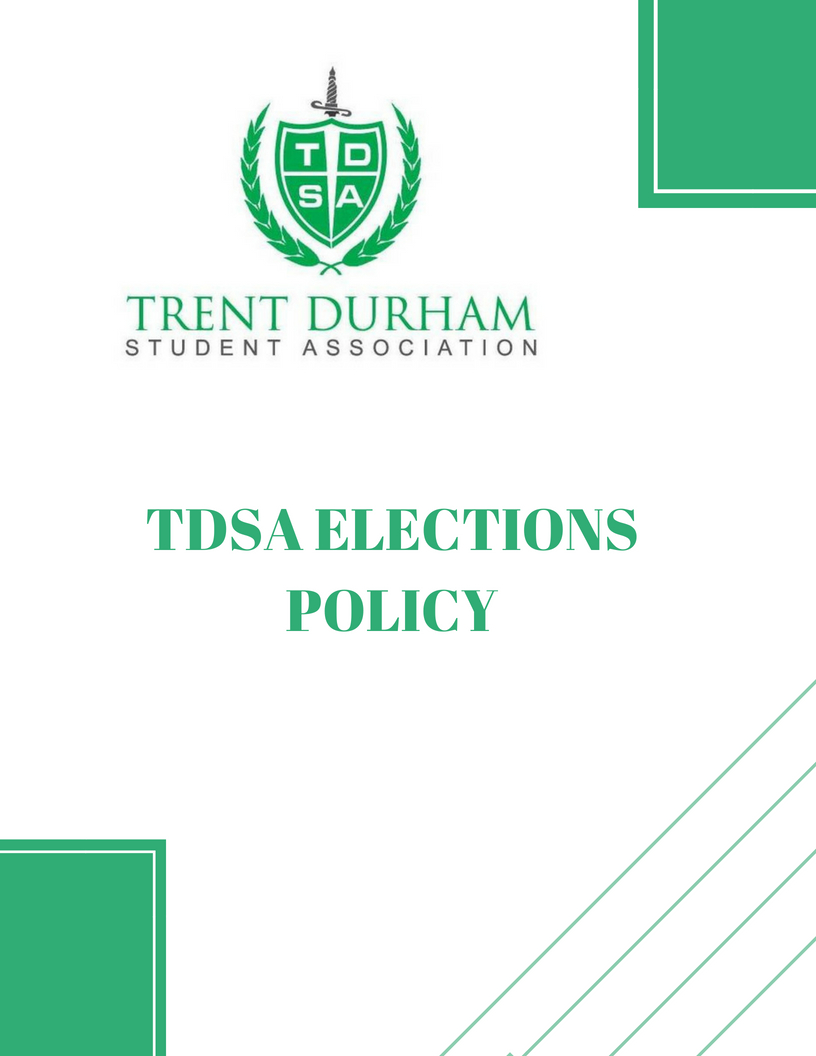 T D
S A
TRENT DURHAM
STUDENT ASSOCIATION
TDSA ELECTIONS
POLICY